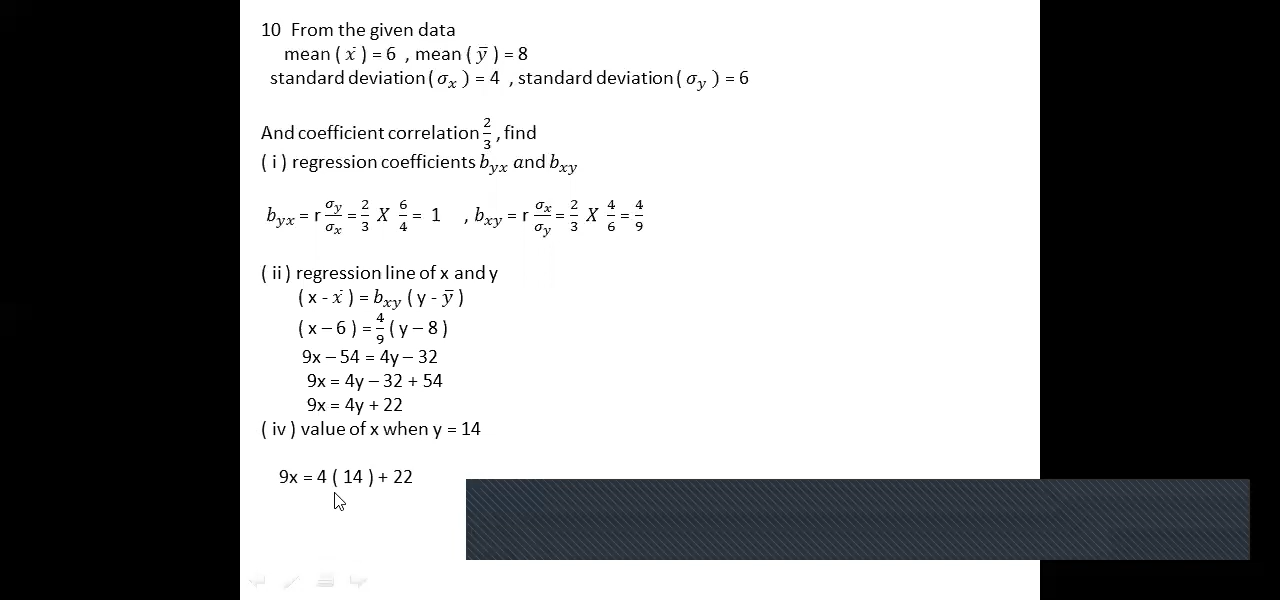 10 From the given data
mean ( x̄ ) = 6 , mean ( ȳ ) = 8
standard deviation ( σx ) = 4 , standard deviation ( σy ) = 6
And coefficient correlation 2/3 , find
( i ) regression coefficients byx and bxy
byx = r σy/σx = 2/3 X 6/4 = 1 , bxy = r σx/σy = 2/3 X 4/6 = 4/9
( ii ) regression line of x and y
( x - x̄ ) = bxy ( y - ȳ )
( x – 6 ) = 4/9 ( y – 8 )
9x – 54 = 4y – 32
9x = 4y – 32 + 54
9x = 4y + 22
( iv ) value of x when y = 14
9x = 4 ( 14 ) + 22